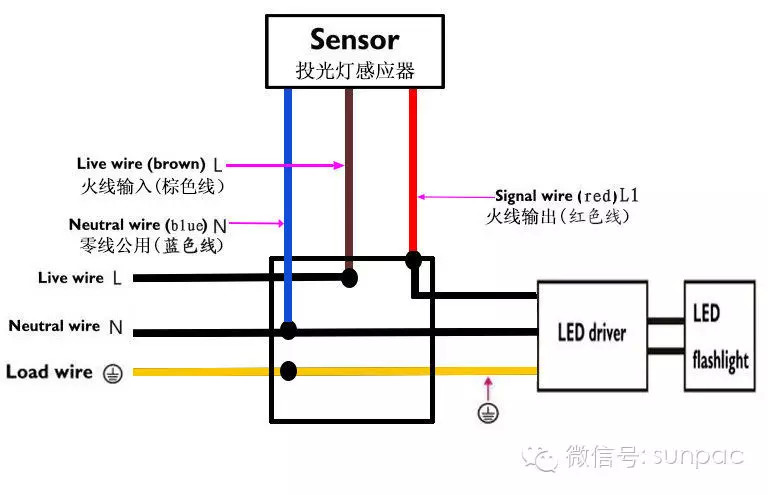 Sensor
投光灯感应器
Live wire (brown) L
火线输入(棕色线)
Signal wire (red)L1
火线输出(红色线)
Neutral wire (blue) N
零线公用(蓝色线)
Live wire L
Neutral wire N
Load wire
LED driver
LED
flashlight
微信号: sunpac